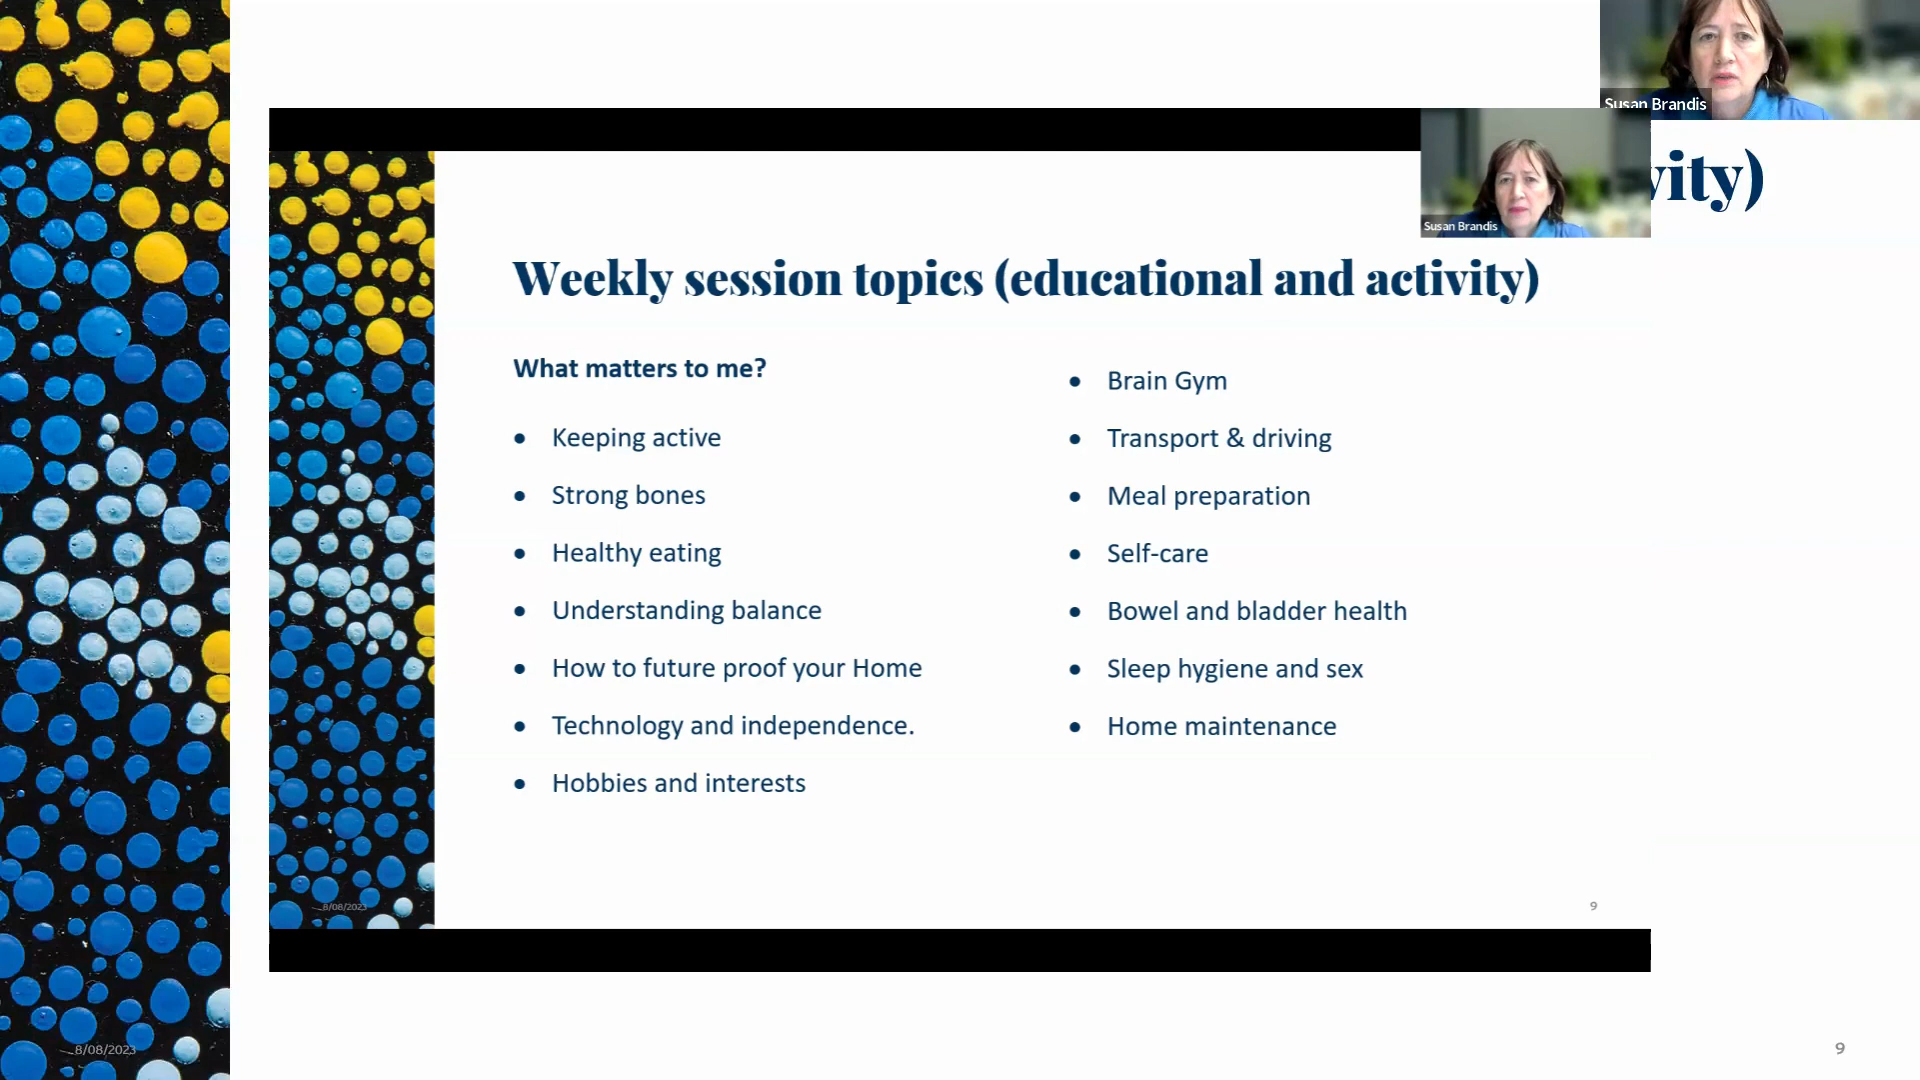 Susan Brandis
Susan Brandis
vity)
Weekly session topics (educational and activity)
What matters to me?
• Keeping active
• Strong bones
• Healthy eating
• Understanding balance
• How to future proof your Home
• Technology and independence.
• Hobbies and interests
• Brain Gym
• Transport & driving
• Meal preparation
• Self-care
• Bowel and bladder health
• Sleep hygiene and sex
• Home maintenance
8/08/2023
9
8/08/2023
9